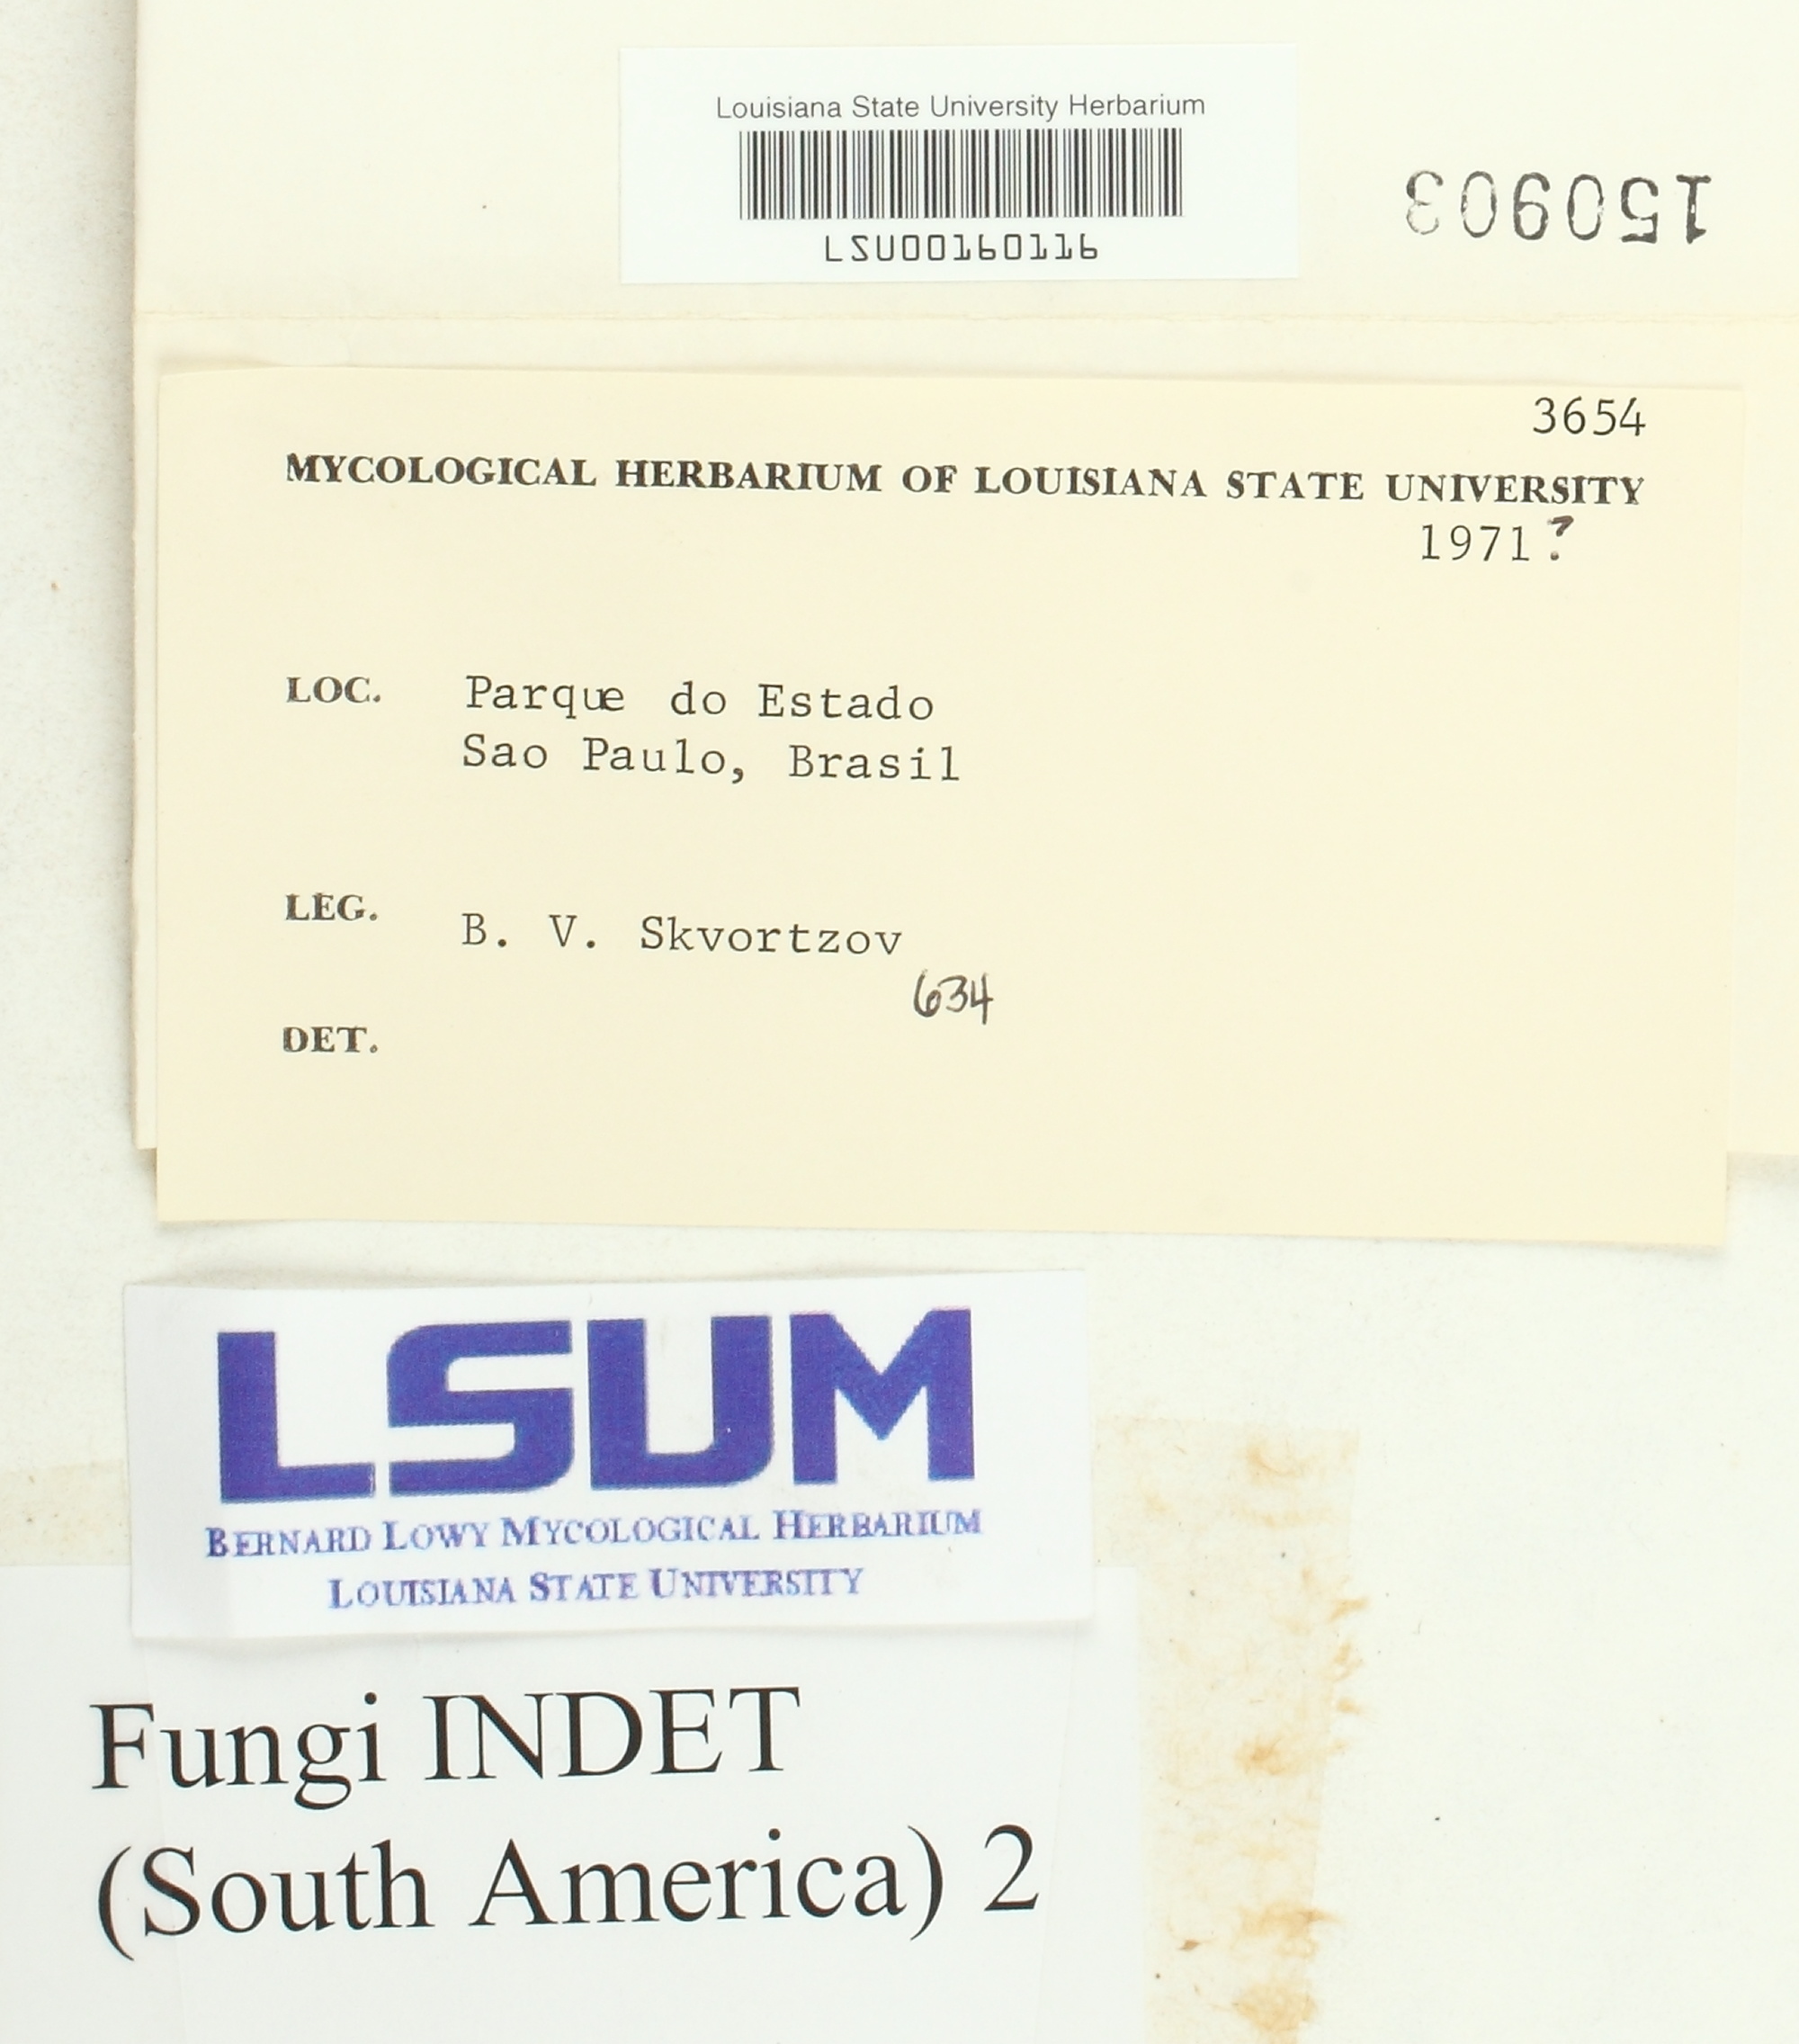 Louisiana State University Herbarium
LSU00160116
150903
3654
MYCOLOGICAL HERBARIUM OF LOUISIANA STATE UNIVERSITY
1971?
LOC. Parque do Estado
Sao Paulo, Brasil
LEG. B. V. Skvortzov
634
DET.
LSUM
BERNARD LOWY MYCOLOGICAL HERBARIUM
LOUISIANA STATE UNIVERSITY
Fungi INDET
(South America) 2